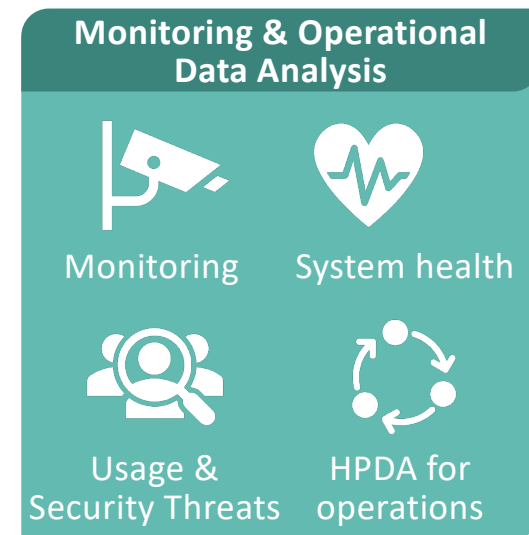 Monitoring & Operational
Data Analysis
Monitoring
System health
Usage &
Security Threats
HPDA for
operations